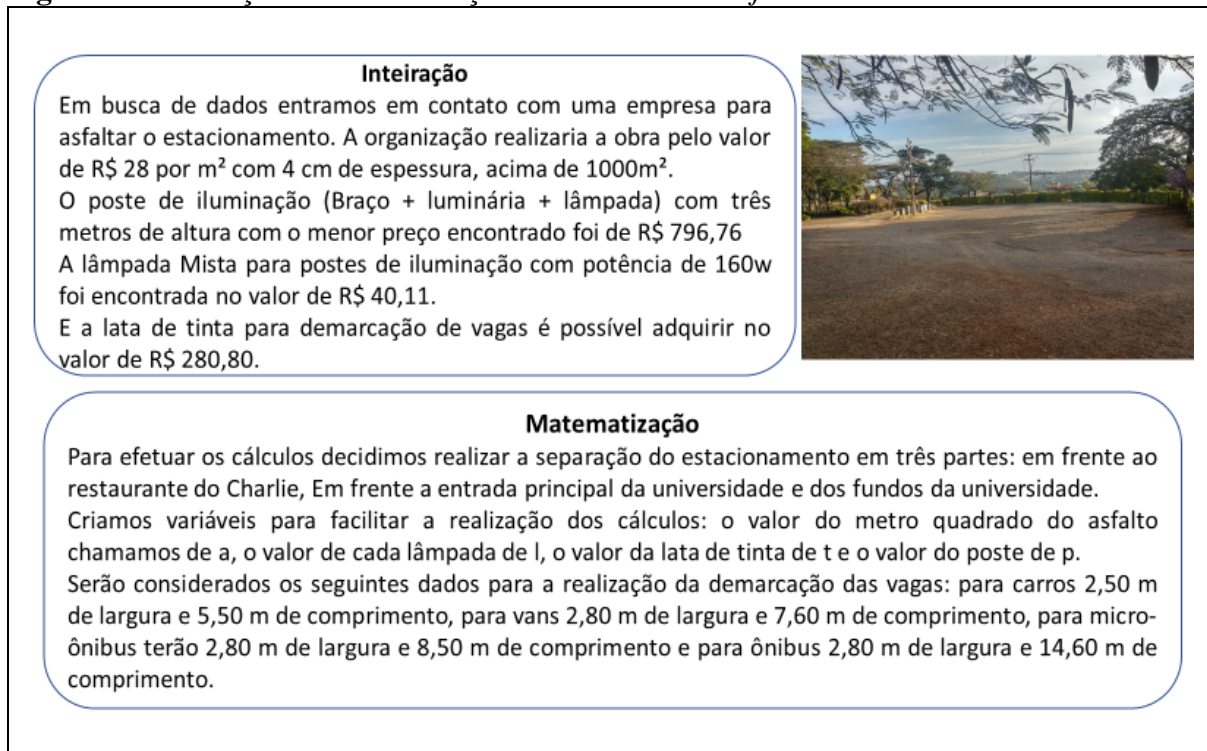 Inteiração
Em busca de dados entramos em contato com uma empresa para
asfaltar o estacionamento. A organização realizaria a obra pelo valor
de R$ 28 por m² com 4 cm de espessura, acima de 1000m².
O poste de iluminação (Braço + luminária + lâmpada) com três
metros de altura com o menor preço encontrado foi de R$ 796,76
A lâmpada Mista para postes de iluminação com potência de 160w
foi encontrada no valor de R$ 40,11.
E a lata de tinta para demarcação de vagas é possível adquirir no
valor de R$ 280,80.
Matematização
Para efetuar os cálculos decidimos realizar a separação do estacionamento em três partes: em frente ao
restaurante do Charlie, Em frente a entrada principal da universidade e dos fundos da universidade.
Criamos variáveis para facilitar a realização dos cálculos: o valor do metro quadrado do asfalto
chamamos de a, o valor de cada lâmpada de l, o valor da lata de tinta de t e o valor do poste de p.
Serão considerados os seguintes dados para a realização da demarcação das vagas: para carros 2,50 m
de largura e 5,50 m de comprimento, para vans 2,80 m de largura e 7,60 m de comprimento, para micro-
ônibus terão 2,80 m de largura e 8,50 m de comprimento e para ônibus 2,80 m de largura e 14,60 m de
comprimento.